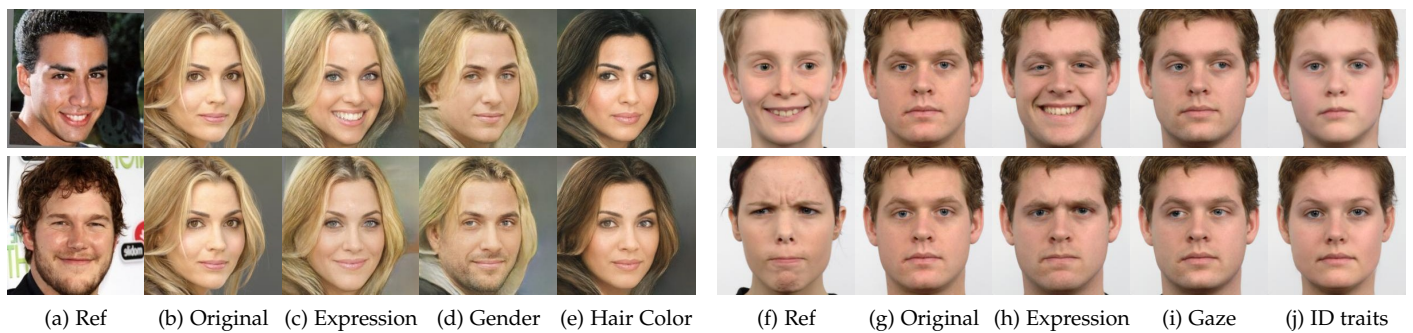 (a) Ref (b) Original (c) Expression (d) Gender (e) Hair Color (f) Ref (g) Original (h) Expression (i) Gaze (j) ID traits